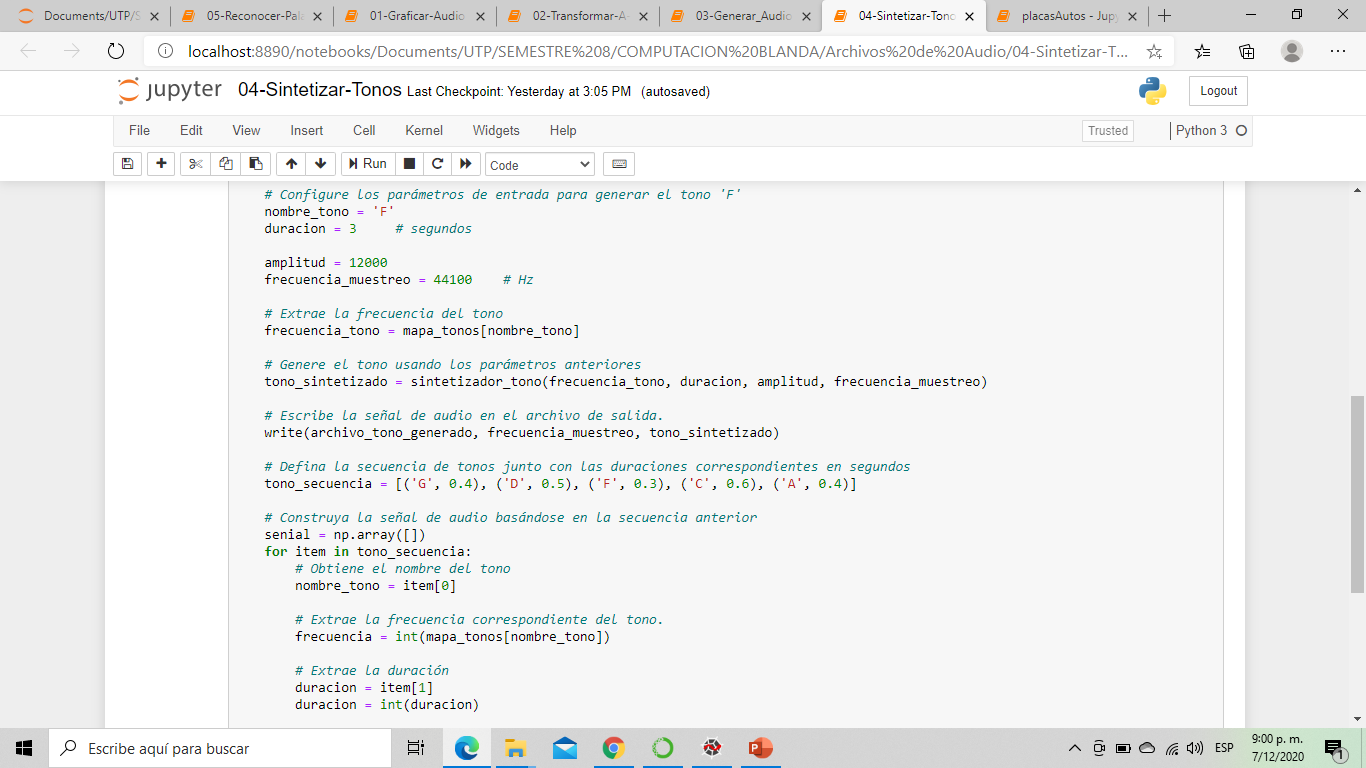 Documents/UTP/S
05-Reconocer-Pala
01-Graficar-Audio
02-Transformar-A
03-Generar_Audio
04-Sintetizar-Tono
placasAutos - Jupy
localhost:8890/notebooks/Documents/UTP/SEMESTRE%208/COMPUTACION%20BLANDA/Archivos%20de%20Audio/04-Sintetizar-T...
jupyter 04-Sintetizar-Tonos Last Checkpoint: Yesterday at 3:05 PM (autosaved)
Logout
File Edit View Insert Cell Kernel Widgets Help
Trusted
Python 3
Run
Code
# Configure los parámetros de entrada para generar el tono 'F'
nombre_tono = 'F'
duracion = 3     # segundos
amplitud = 12000
frecuencia_muestreo = 44100    # Hz
# Extrae la frecuencia del tono
frecuencia_tono = mapa_tonos[nombre_tono]
# Genere el tono usando los parámetros anteriores
tono_sintetizado = sintetizador_tono(frecuencia_tono, duracion, amplitud, frecuencia_muestreo)
# Escribe la señal de audio en el archivo de salida.
write(archivo_tono_generado, frecuencia_muestreo, tono_sintetizado)
# Defina la secuencia de tonos junto con las duraciones correspondientes en segundos
tono_secuencia = [('G', 0.4), ('D', 0.5), ('F', 0.3), ('C', 0.6), ('A', 0.4)]
# Construya la señal de audio basándose en la secuencia anterior
senial = np.array([])
for item in tono_secuencia:
    # Obtiene el nombre del tono
    nombre_tono = item[0]
    # Extrae la frecuencia correspondiente del tono.
    frecuencia = int(mapa_tonos[nombre_tono])
    # Extrae la duración
    duracion = item[1]
    duracion = int(duracion)
Escribe aquí para buscar
ESP
9:00 p. m.
7/12/2020
1